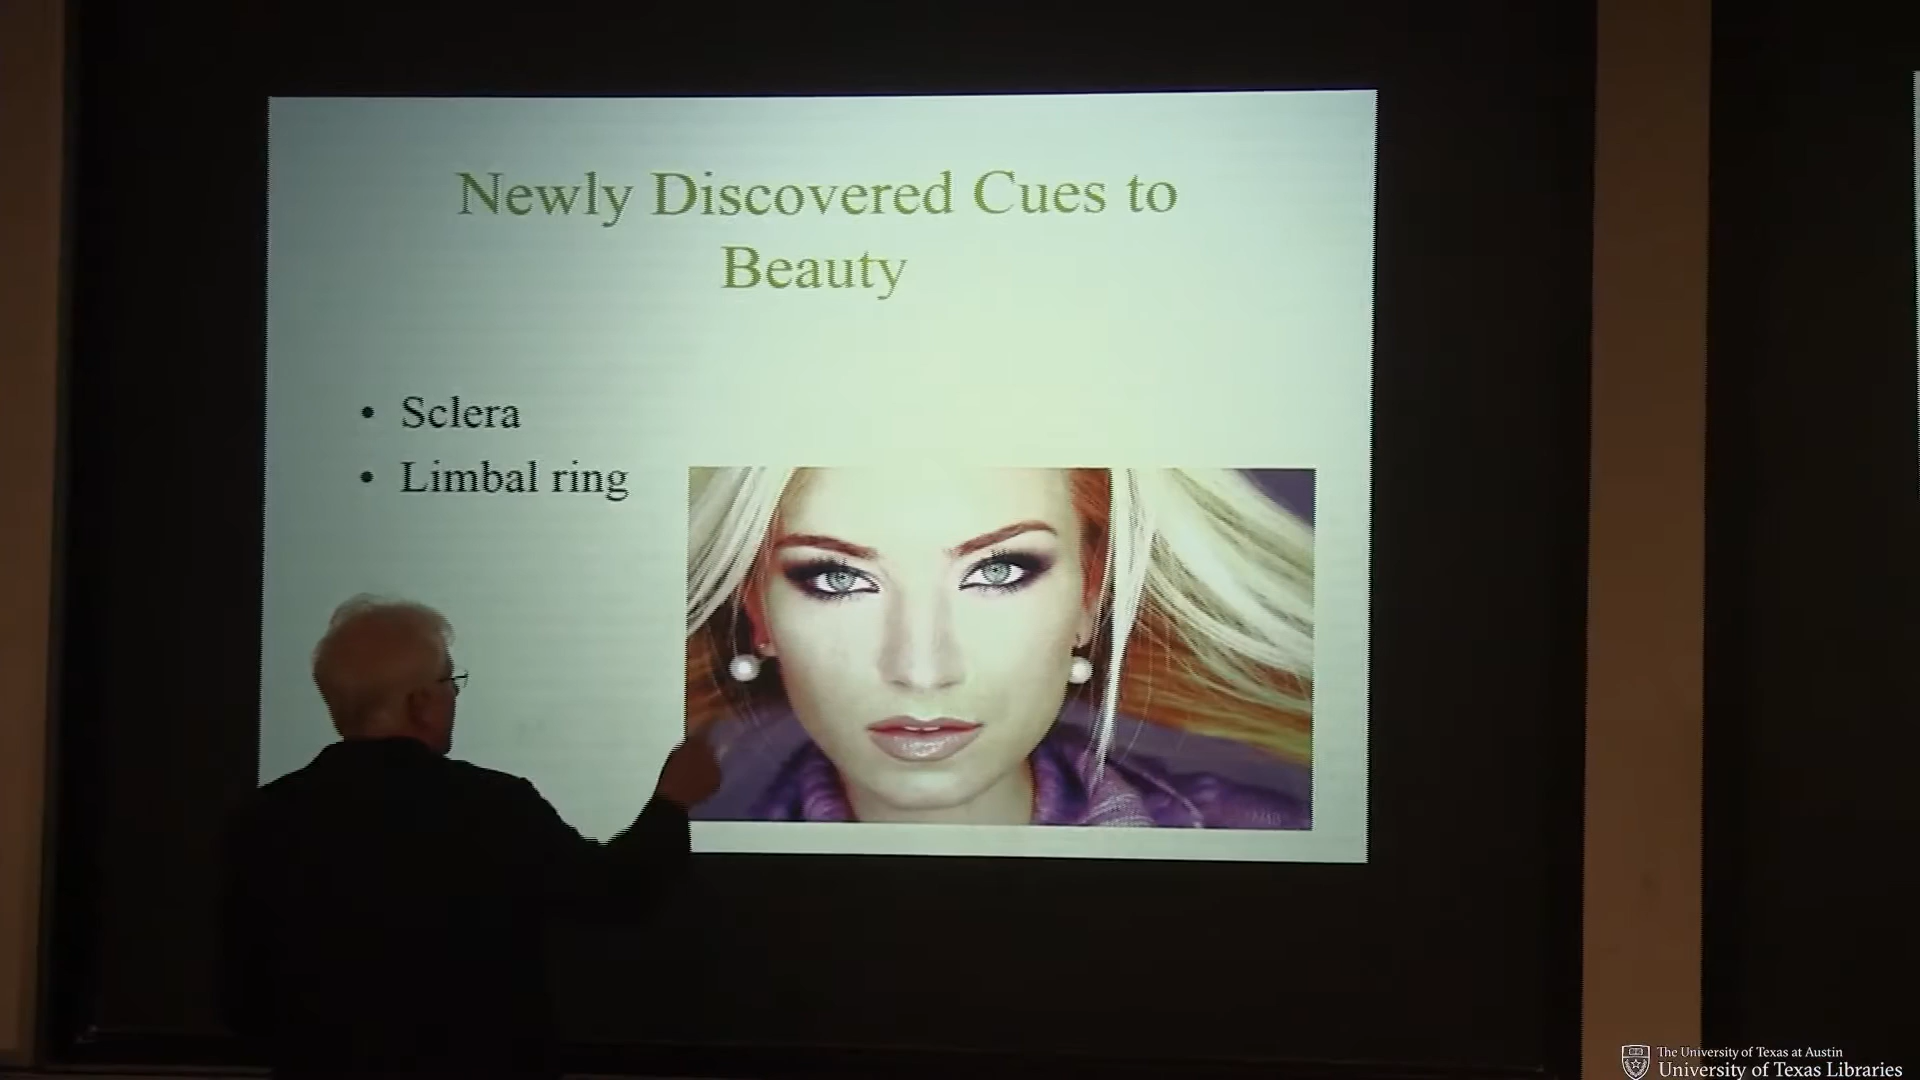 Newly Discovered Cues to
Beauty
• Sclera
• Limbal ring
The University of Texas at Austin
University of Texas Libraries